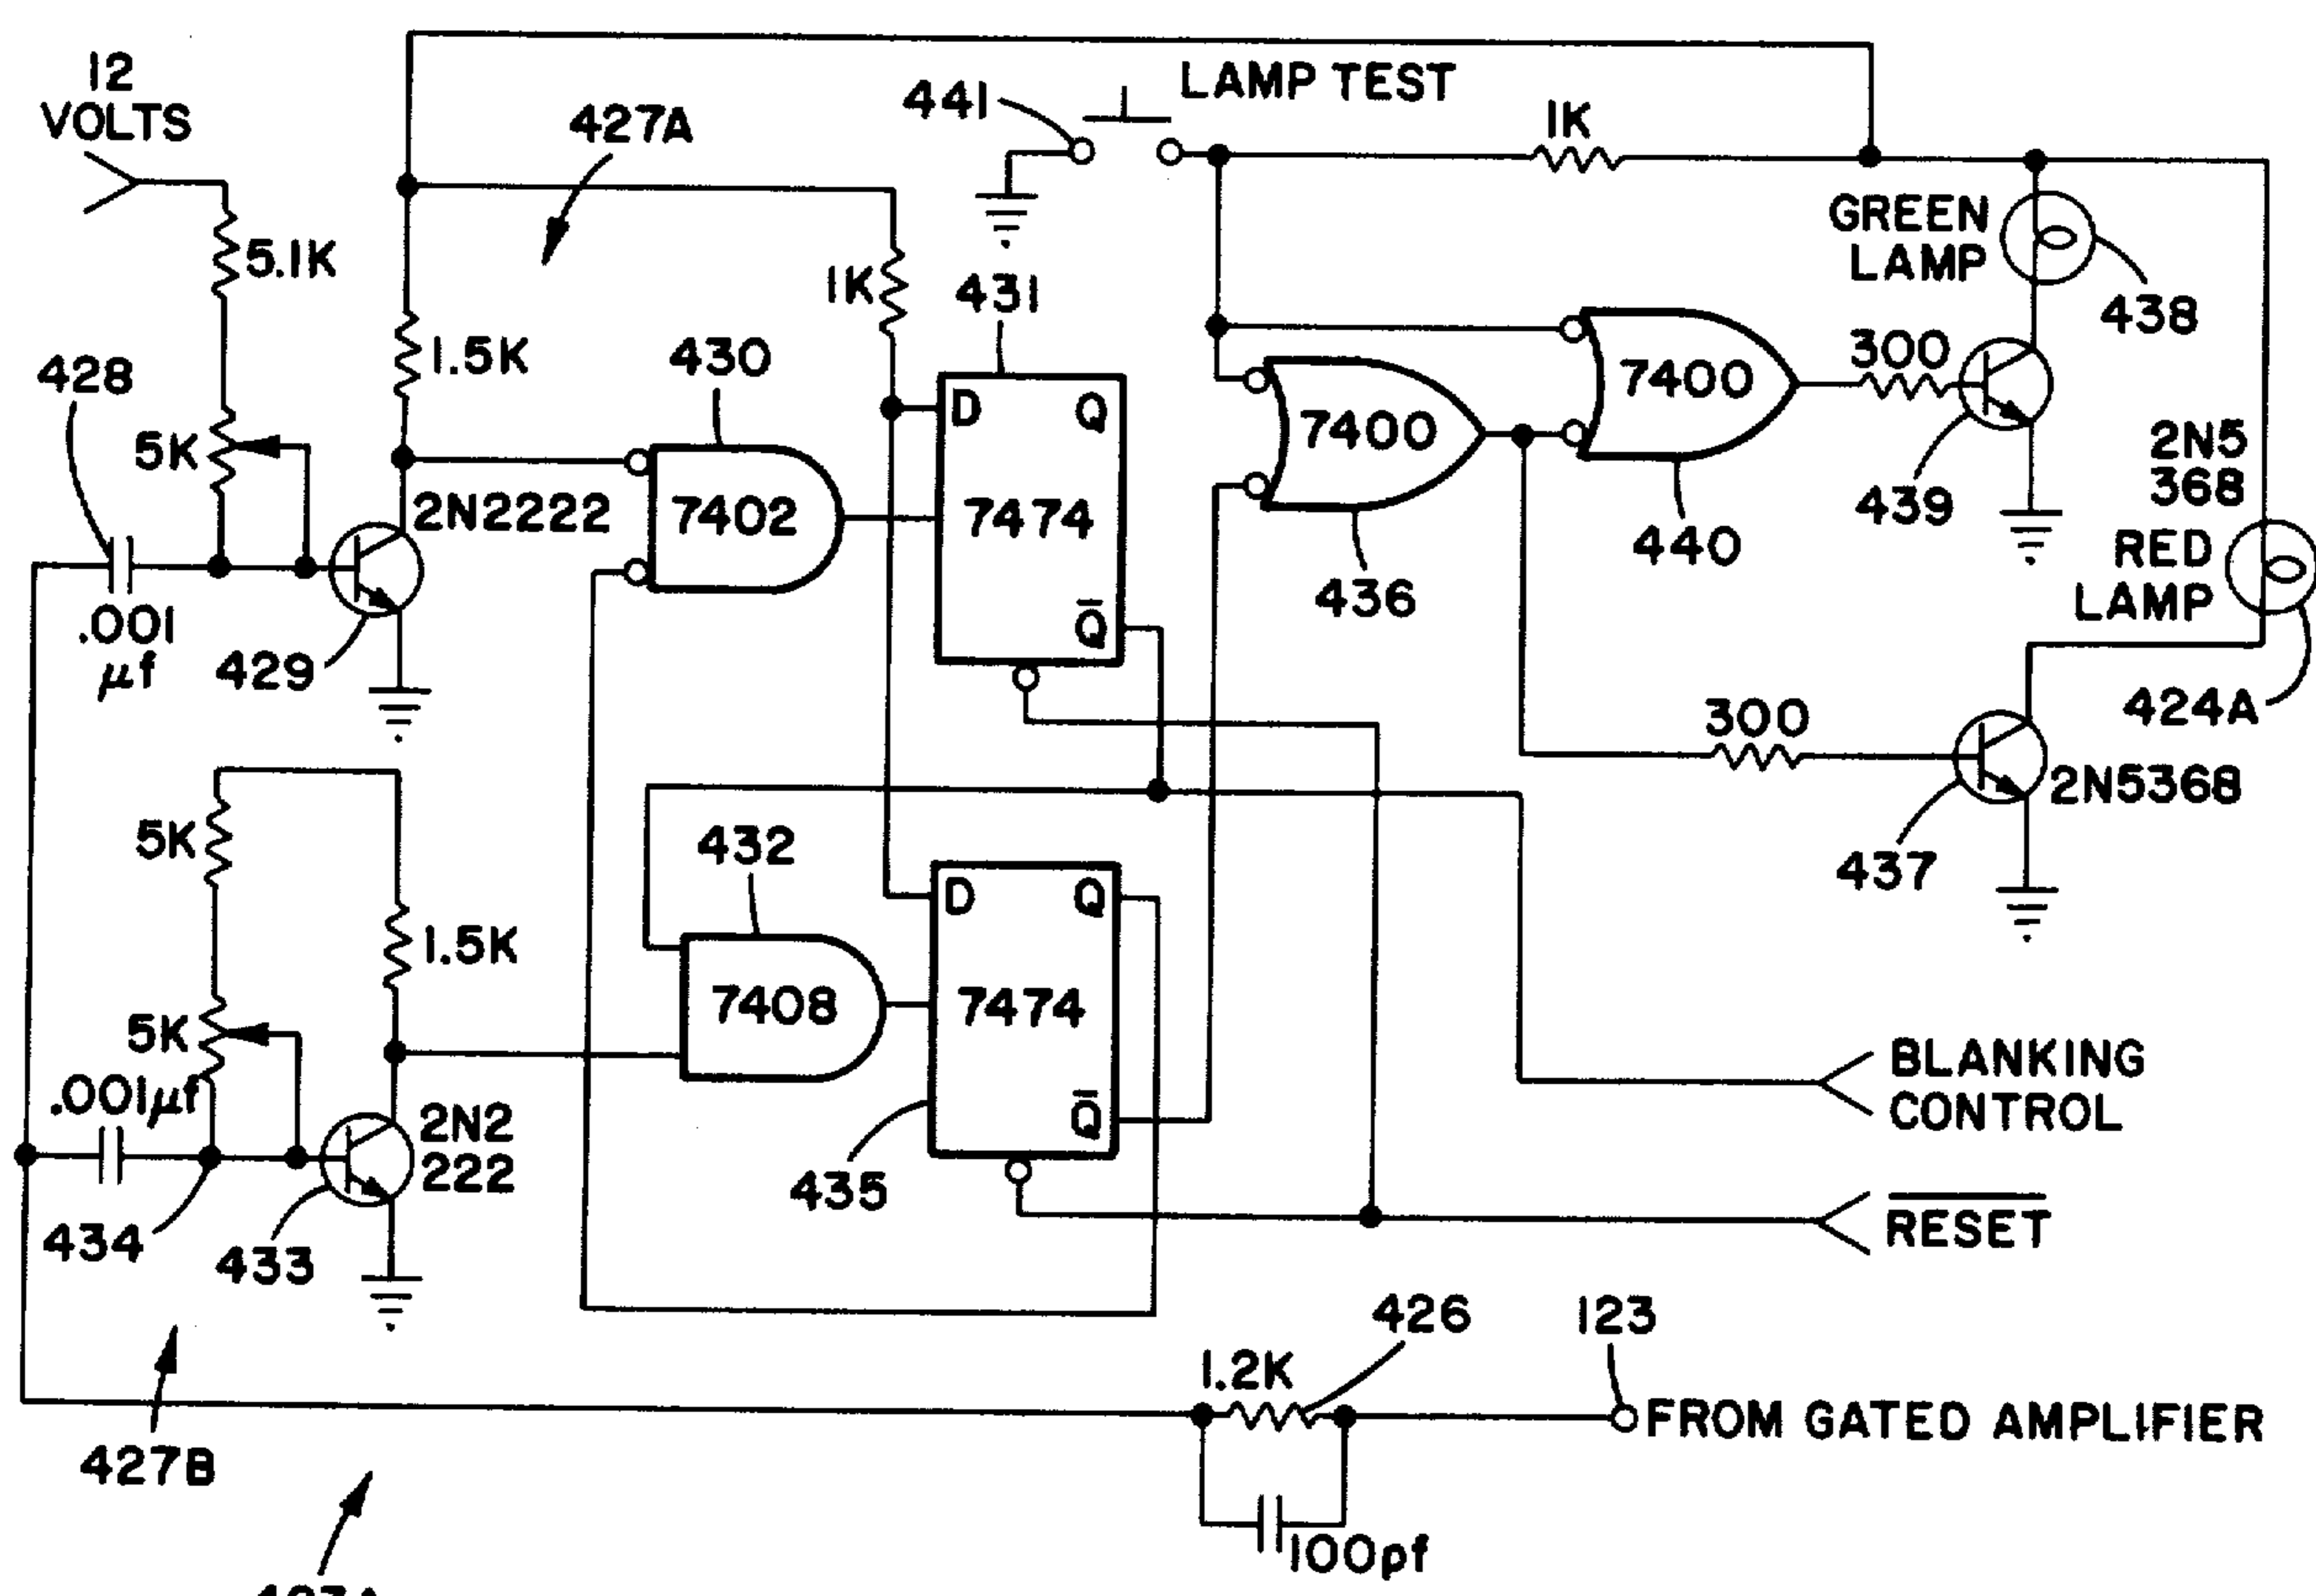 12
VOLTS
5.1K
5K
428
.001
µf
429
2N2222
1.5K
427A
430
7402
1K
431
D
Q
7474
Q̅
441
LAMP TEST
1K
GREEN
LAMP
438
7400
436
7400
440
300
439
2N5
368
RED
LAMP
424A
300
2N5368
437
5K
1.5K
5K
.001µf
434
433
2N2
222
432
7408
D
Q
7474
Q̅
435
BLANKING
CONTROL
R̅E̅S̅E̅T̅
427B
1.2K
426
100pf
123
FROM GATED AMPLIFIER